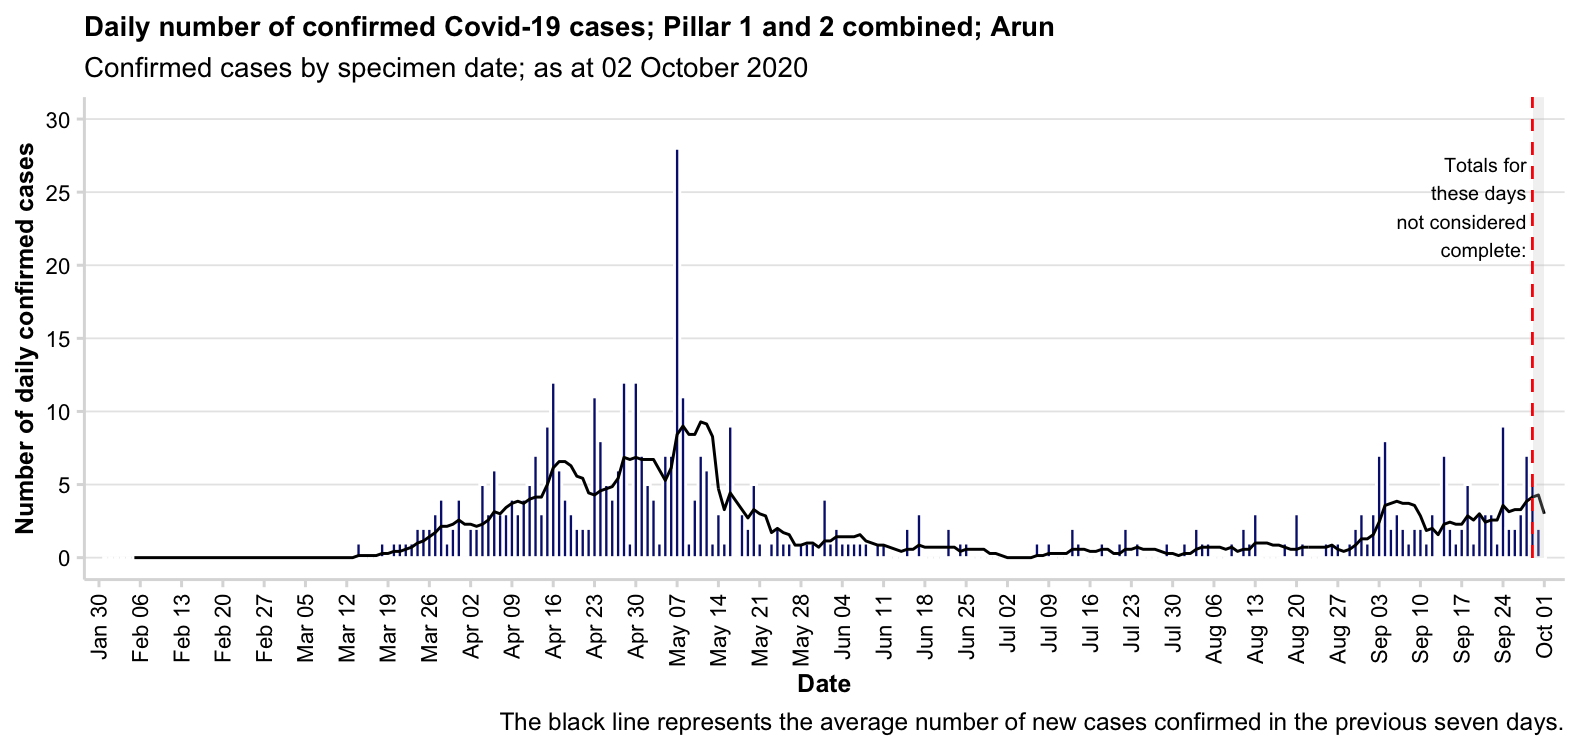 Daily number of confirmed Covid-19 cases; Pillar 1 and 2 combined; Arun
Confirmed cases by specimen date; as at 02 October 2020
Number of daily confirmed cases
30
25
20
15
10
5
0
Totals for
these days
not considered
complete:
Jan 30
Feb 06
Feb 13
Feb 20
Feb 27
Mar 05
Mar 12
Mar 19
Mar 26
Apr 02
Apr 09
Apr 16
Apr 23
Apr 30
May 07
May 14
May 21
May 28
Jun 04
Jun 11
Jun 18
Jun 25
Jul 02
Jul 09
Jul 16
Jul 23
Jul 30
Aug 06
Aug 13
Aug 20
Aug 27
Sep 03
Sep 10
Sep 17
Sep 24
Oct 01
Date
The black line represents the average number of new cases confirmed in the previous seven days.